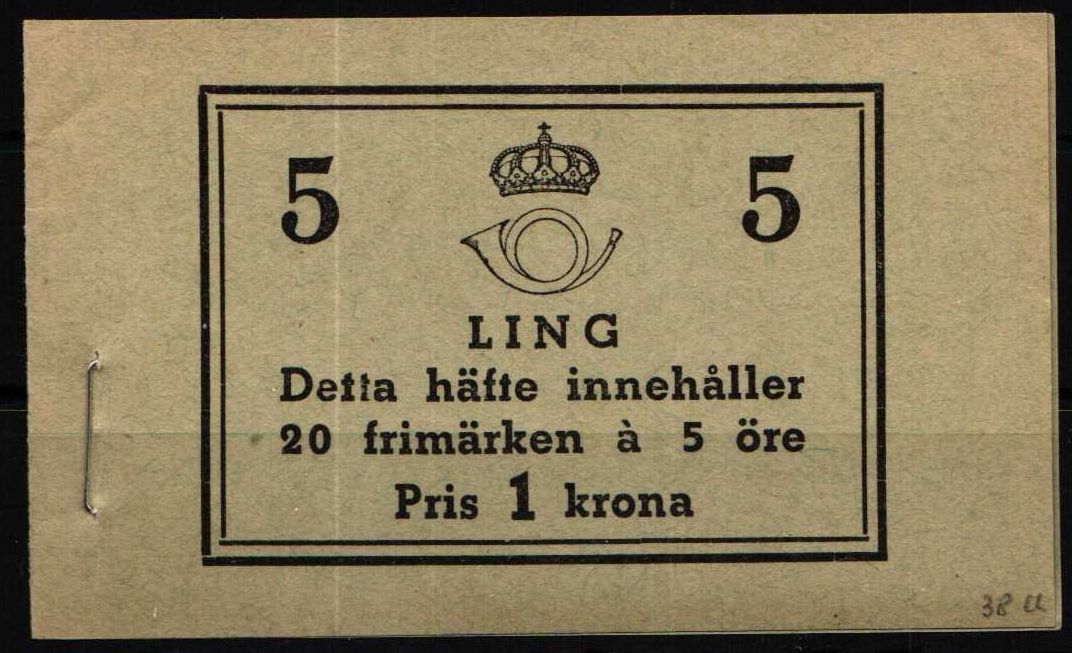 5 5
LING
Detta häfte innehåller
20 frimärken à 5 öre
Pris 1 krona
38 u